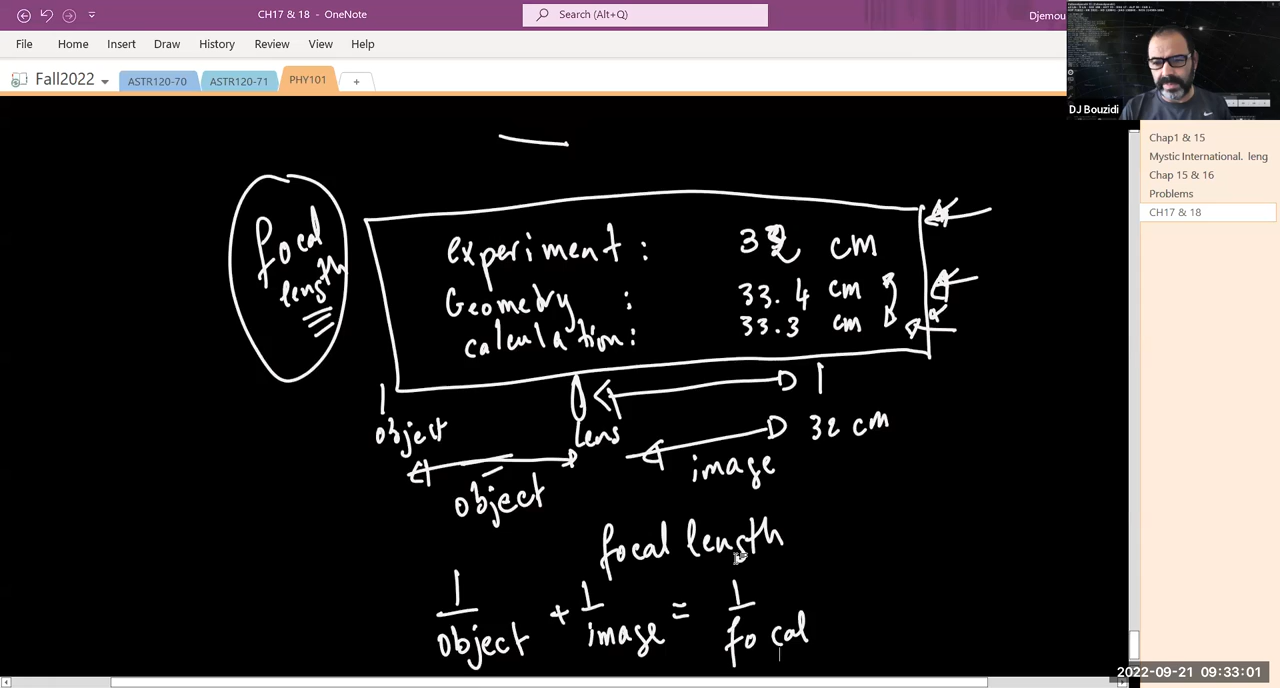 CH17 & 18 - OneNote
Search (Alt+Q)
Djemou
File Home Insert Draw History Review View Help
DJ Bouzidi
Fall2022 ASTR120-70 ASTR120-71 PHY101 +
Chap1 & 15
Mystic International. leng
Chap 15 & 16
Problems
CH17 & 18
focal
length
experiment: 32 cm
Geometry : 33.4 cm
calculation: 33.3 cm
object
lens
32 cm
object
image
focal length
1/object + 1/image = 1/focal
2022-09-21 09:33:01